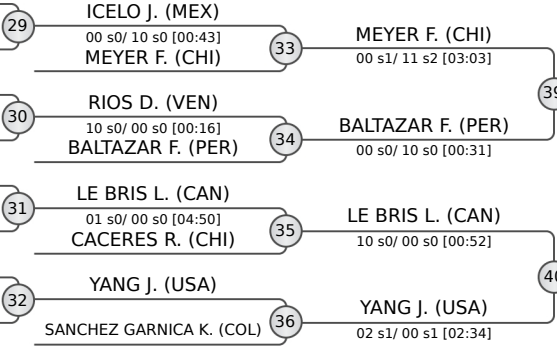 29
ICELO J. (MEX)
00 s0/ 10 s0 [00:43]
MEYER F. (CHI)
33
MEYER F. (CHI)
00 s1/ 11 s2 [03:03]
30
RIOS D. (VEN)
10 s0/ 00 s0 [00:16]
BALTAZAR F. (PER)
34
BALTAZAR F. (PER)
00 s0/ 10 s0 [00:31]
39
31
LE BRIS L. (CAN)
01 s0/ 00 s0 [04:50]
CACERES R. (CHI)
35
LE BRIS L. (CAN)
10 s0/ 00 s0 [00:52]
32
YANG J. (USA)
SANCHEZ GARNICA K. (COL)
36
YANG J. (USA)
02 s1/ 00 s1 [02:34]
40